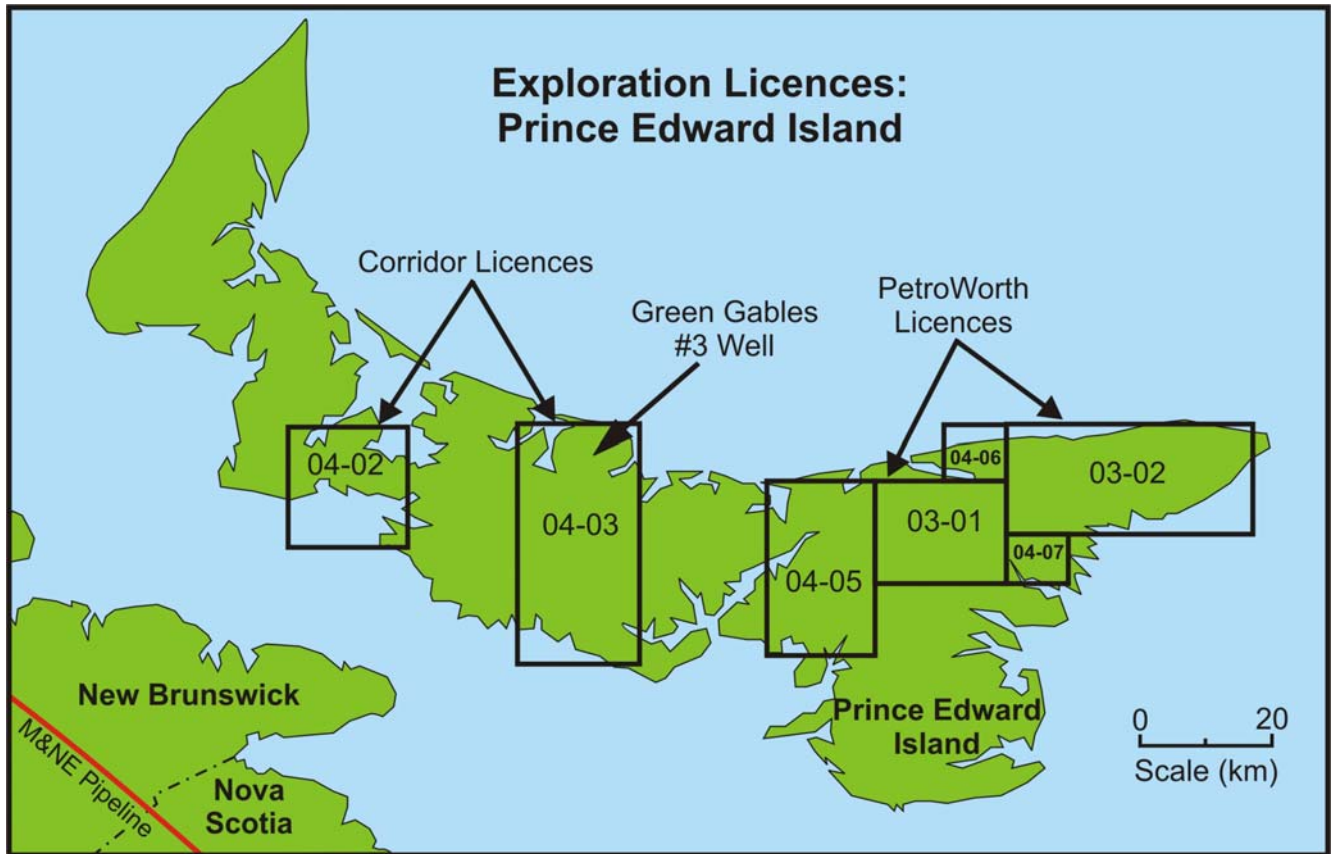 Exploration Licences:
Prince Edward Island
Corridor Licences
Green Gables
#3 Well
PetroWorth
Licences
04-02
04-03
04-05
03-01
04-06
03-02
04-07
New Brunswick
M&NE Pipeline
Nova
Scotia
Prince Edward
Island
0 20
Scale (km)